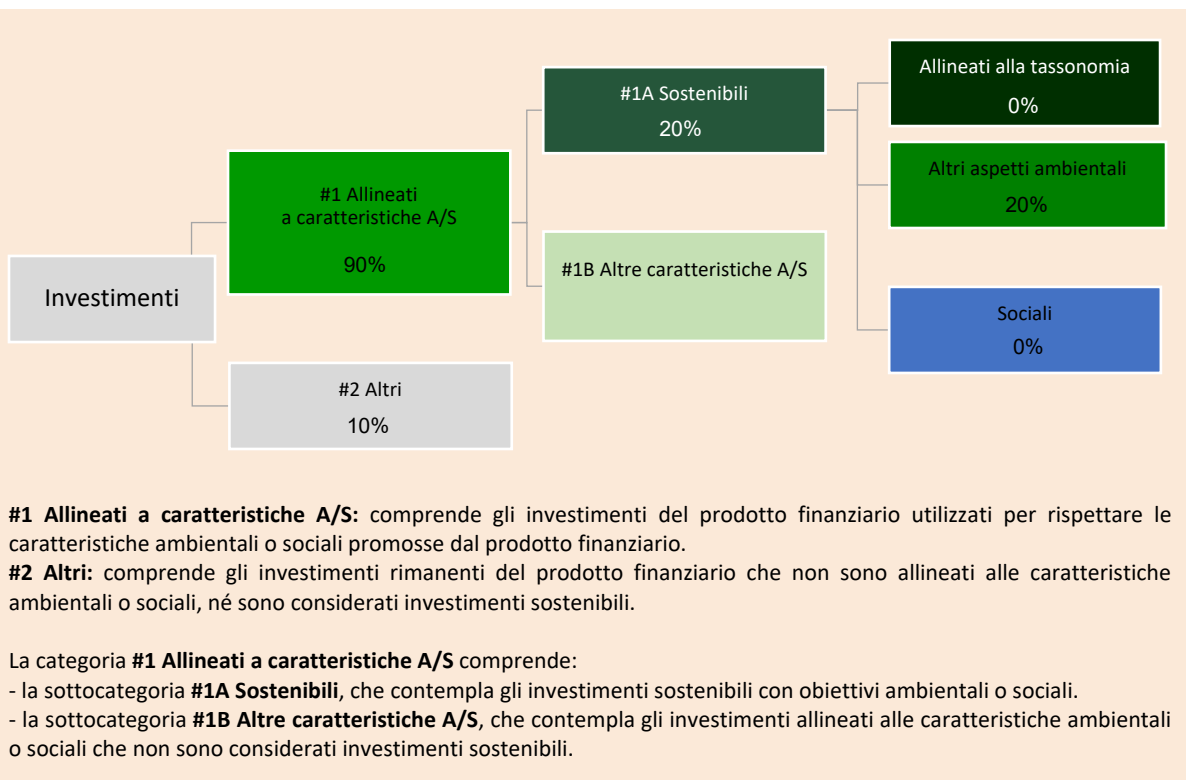 Investimenti
#1 Allineati
a caratteristiche A/S
90%
#2 Altri
10%
#1A Sostenibili
20%
#1B Altre caratteristiche A/S
Allineati alla tassonomia
0%
Altri aspetti ambientali
20%
Sociali
0%
#1 Allineati a caratteristiche A/S: comprende gli investimenti del prodotto finanziario utilizzati per rispettare le
caratteristiche ambientali o sociali promosse dal prodotto finanziario.
#2 Altri: comprende gli investimenti rimanenti del prodotto finanziario che non sono allineati alle caratteristiche
ambientali o sociali, né sono considerati investimenti sostenibili.
La categoria #1 Allineati a caratteristiche A/S comprende:
- la sottocategoria #1A Sostenibili, che contempla gli investimenti sostenibili con obiettivi ambientali o sociali.
- la sottocategoria #1B Altre caratteristiche A/S, che contempla gli investimenti allineati alle caratteristiche ambientali
o sociali che non sono considerati investimenti sostenibili.